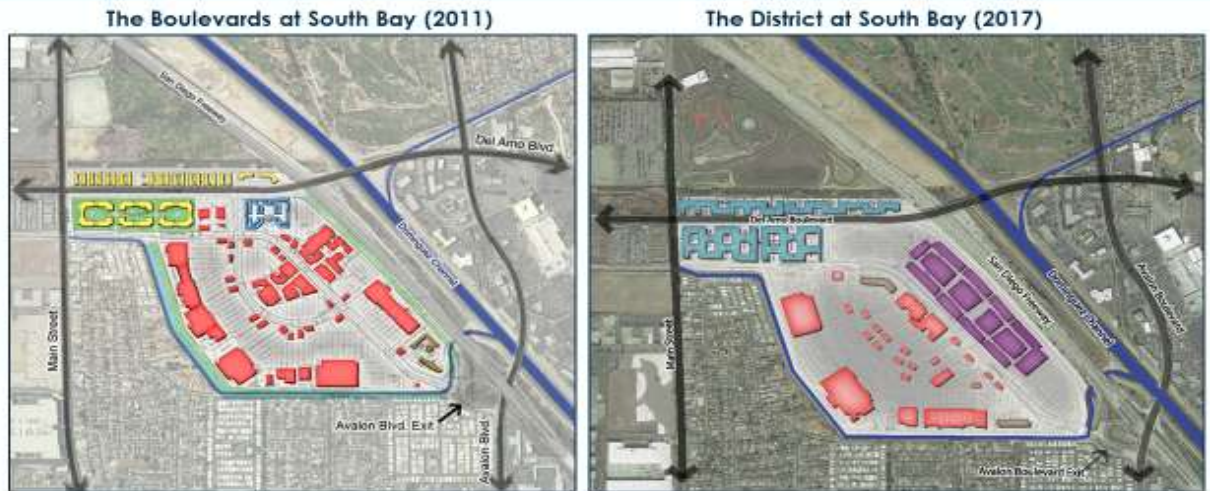 The Boulevards at South Bay (2011)
San Diego Freeway
Del Amo Blvd.
Dominguez Channel
Main Street
Avalon Blvd. Exit
Avalon Blvd.
The District at South Bay (2017)
Del Amo Boulevard
San Diego Freeway
Dominguez Channel
Avalon Boulevard
Main Street
Avalon Boulevard Exit